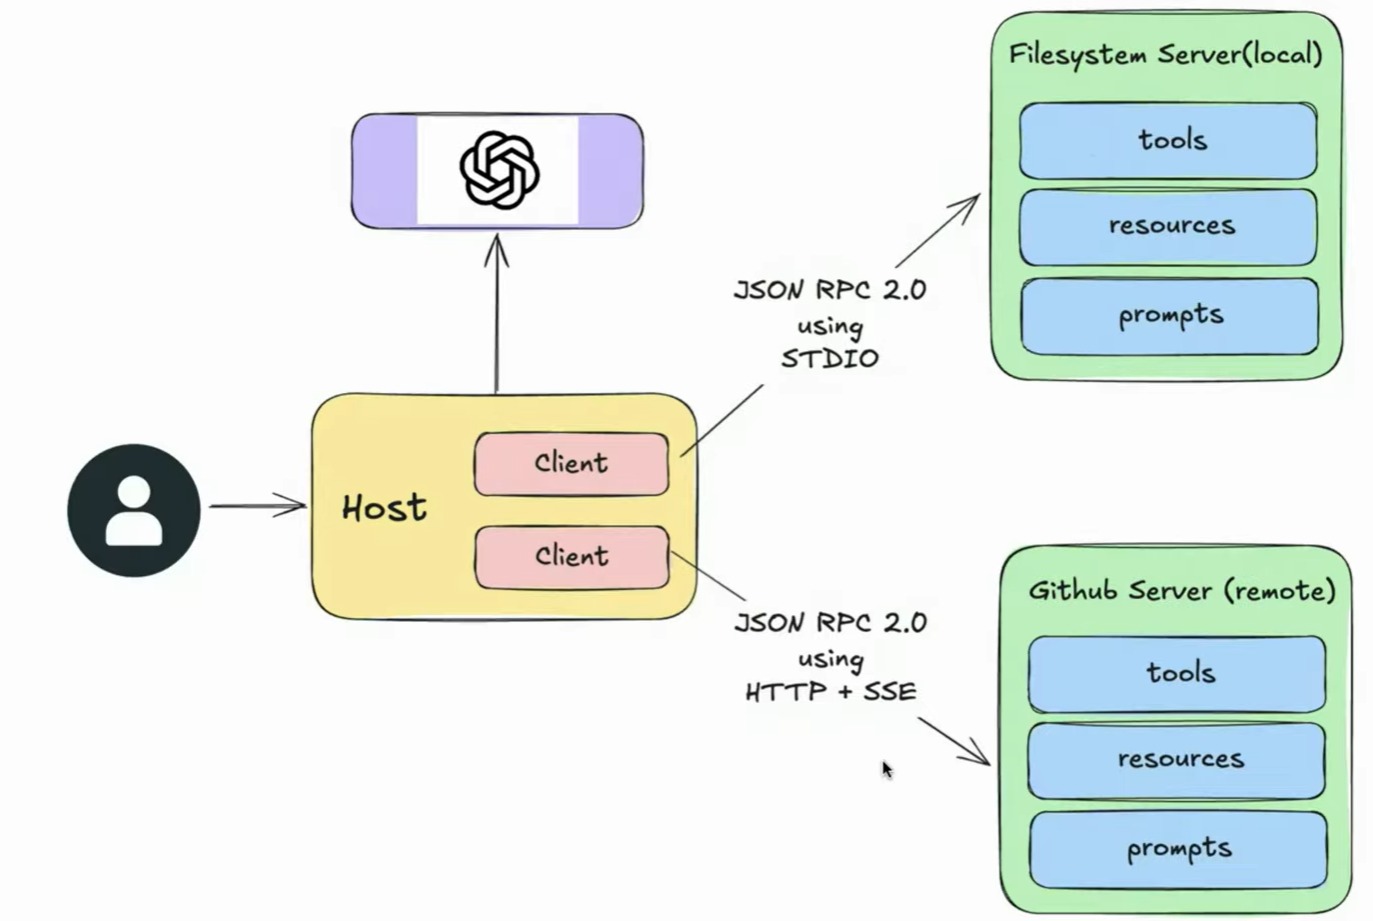 Filesystem Server(local)
tools
resources
prompts
JSON RPC 2.0
using
STDIO
Host
Client
Client
JSON RPC 2.0
using
HTTP + SSE
Github Server (remote)
tools
resources
prompts